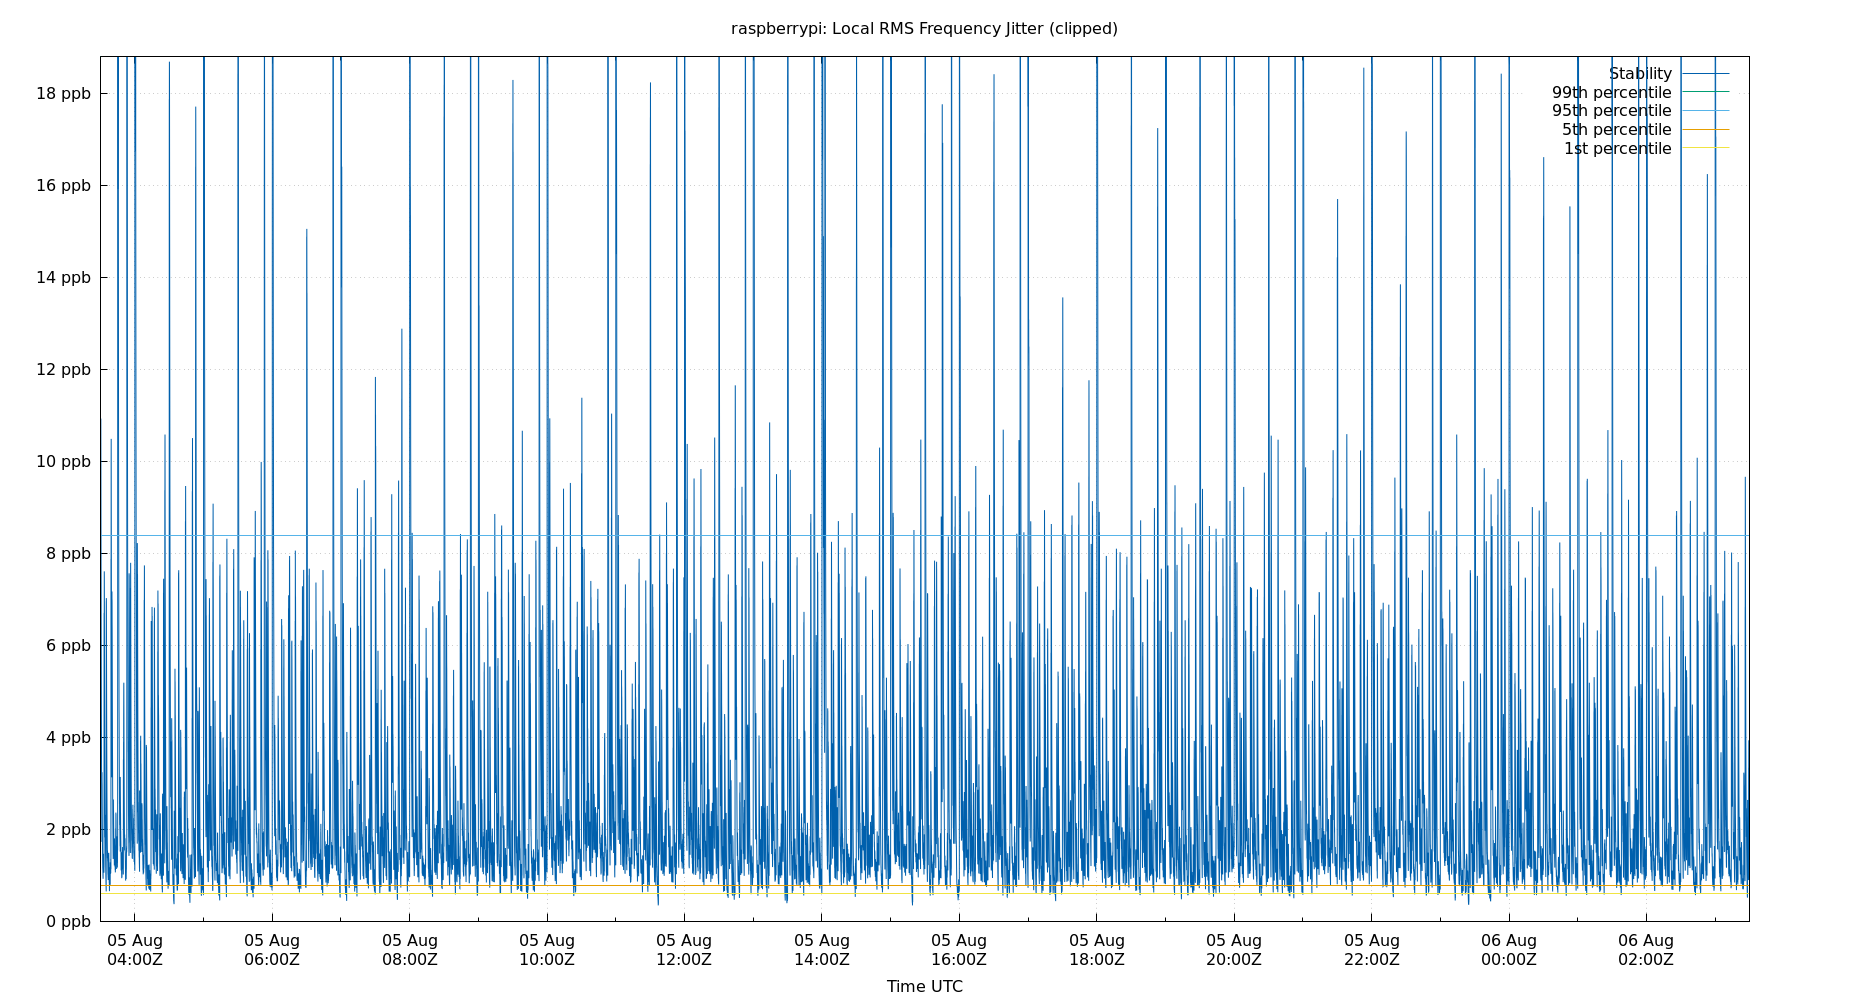 raspberrypi: Local RMS Frequency Jitter (clipped)
Stability
99th percentile
95th percentile
5th percentile
1st percentile
18 ppb
16 ppb
14 ppb
12 ppb
10 ppb
8 ppb
6 ppb
4 ppb
2 ppb
0 ppb
05 Aug 05 Aug 05 Aug 05 Aug 05 Aug 05 Aug 05 Aug 05 Aug 05 Aug 05 Aug 06 Aug 06 Aug
04:00Z 06:00Z 08:00Z 10:00Z 12:00Z 14:00Z 16:00Z 18:00Z 20:00Z 22:00Z 00:00Z 02:00Z
Time UTC